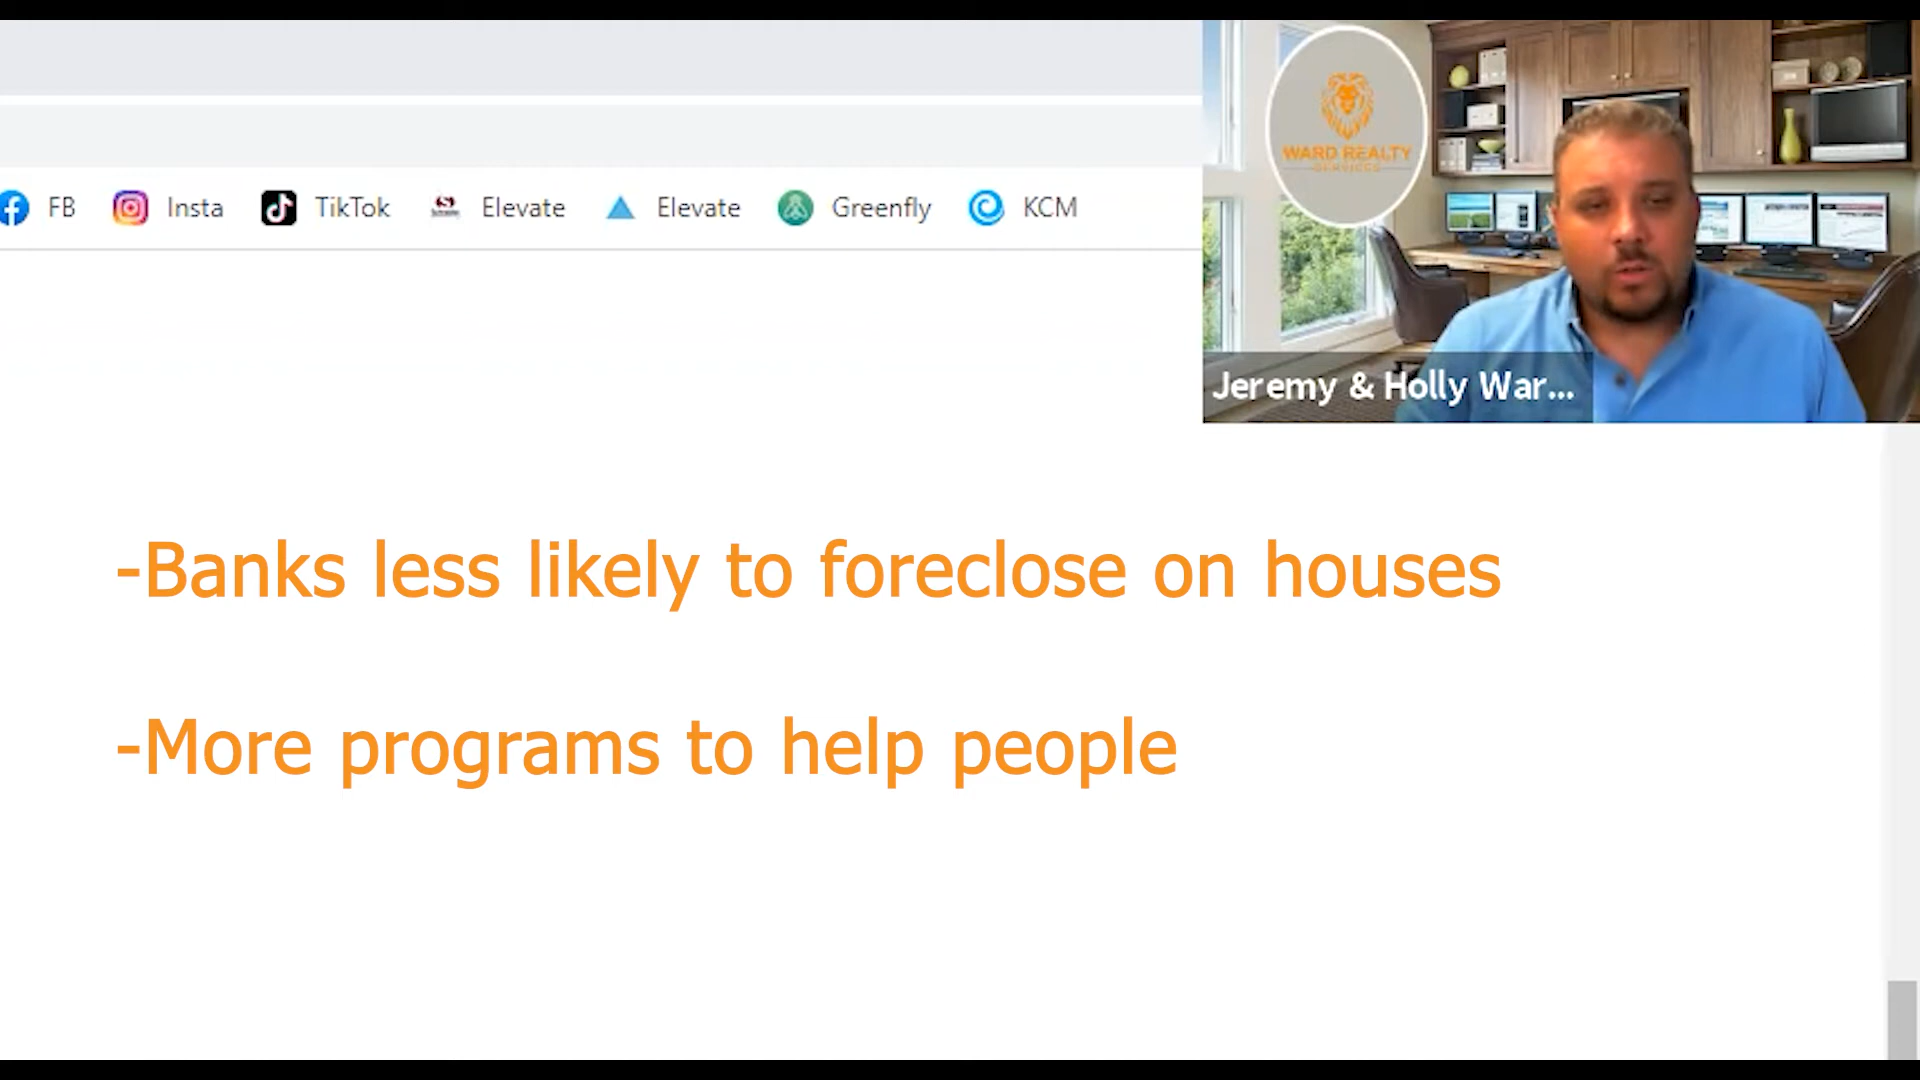 WARD REALTY
SERVICES
FB Insta TikTok Elevate Elevate Greenfly KCM
Jeremy & Holly War...
-Banks less likely to foreclose on houses
-More programs to help people